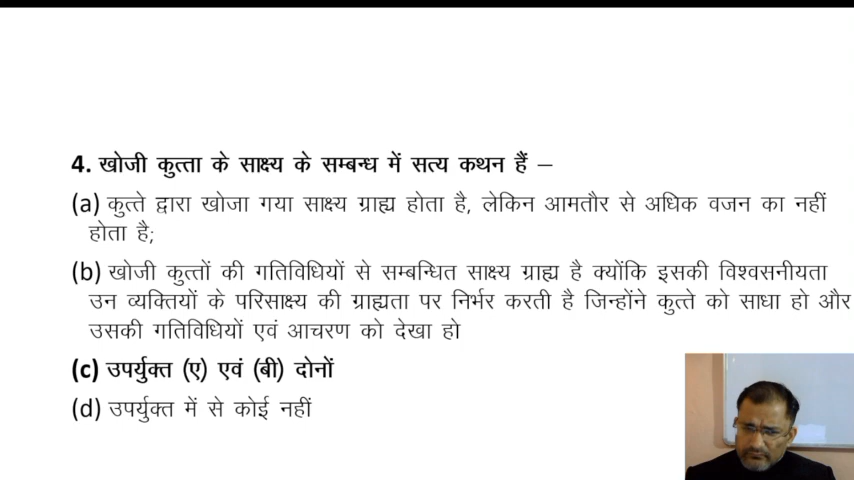 4. खोजी कुत्ता के साक्ष्य के सम्बन्ध में सत्य कथन हैं –
(a) कुत्ते द्वारा खोजा गया साक्ष्य ग्राह्य होता है, लेकिन आमतौर से अधिक वजन का नहीं
होता है;
(b) खोजी कुत्तों की गतिविधियों से सम्बन्धित साक्ष्य ग्राह्य है क्योंकि इसकी विश्वसनीयता
उन व्यक्तियों के परिसाक्ष्य की ग्राह्यता पर निर्भर करती है जिन्होंने कुत्ते को साधा हो और
उसकी गतिविधियों एवं आचरण को देखा हो
(c) उपर्युक्त (ए) एवं (बी) दोनों
(d) उपर्युक्त में से कोई नहीं